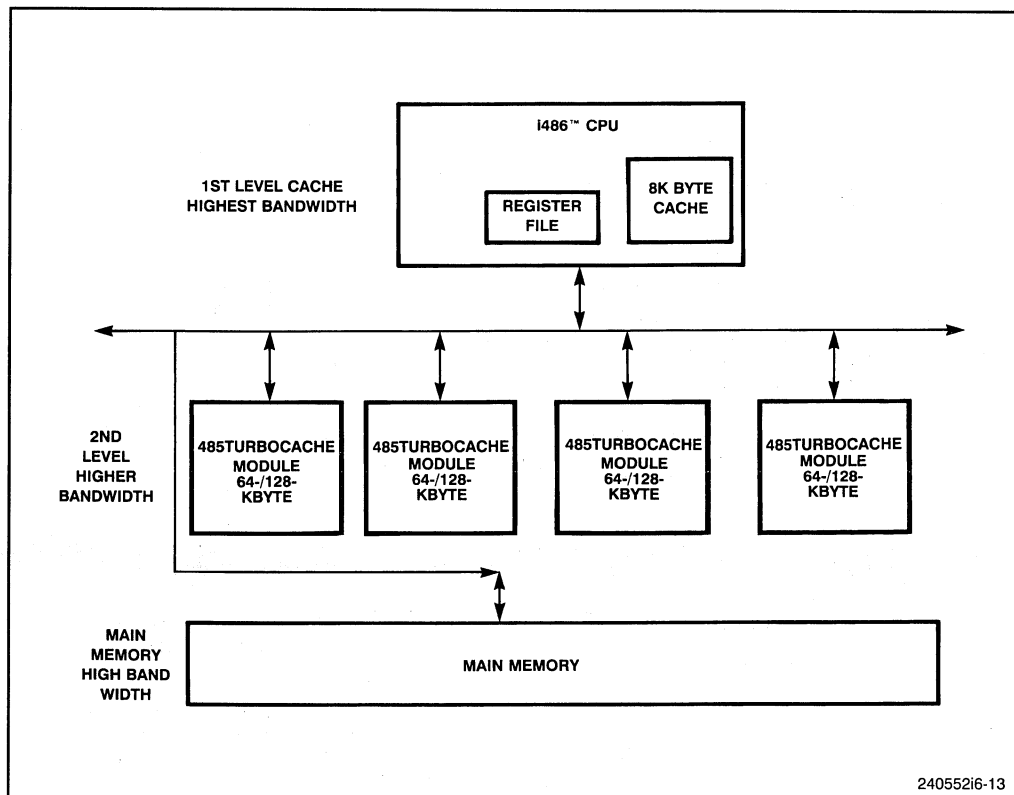 i486™ CPU
1ST LEVEL CACHE
HIGHEST BANDWIDTH
REGISTER
FILE
8K BYTE
CACHE
2ND
LEVEL
HIGHER
BANDWIDTH
485TURBOCACHE
MODULE
64-/128-
KBYTE
485TURBOCACHE
MODULE
64-/128-
KBYTE
485TURBOCACHE
MODULE
64-/128-
KBYTE
485TURBOCACHE
MODULE
64-/128-
KBYTE
MAIN
MEMORY
HIGH BAND
WIDTH
MAIN MEMORY
240552i6-13